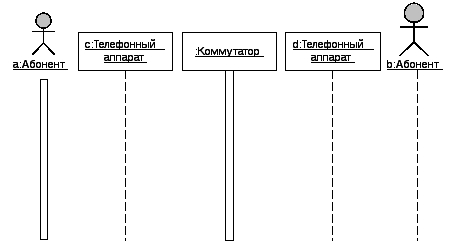 a:Абонент
c:Телефонный
аппарат
:Коммутатор
d:Телефонный
аппарат
b:Абонент